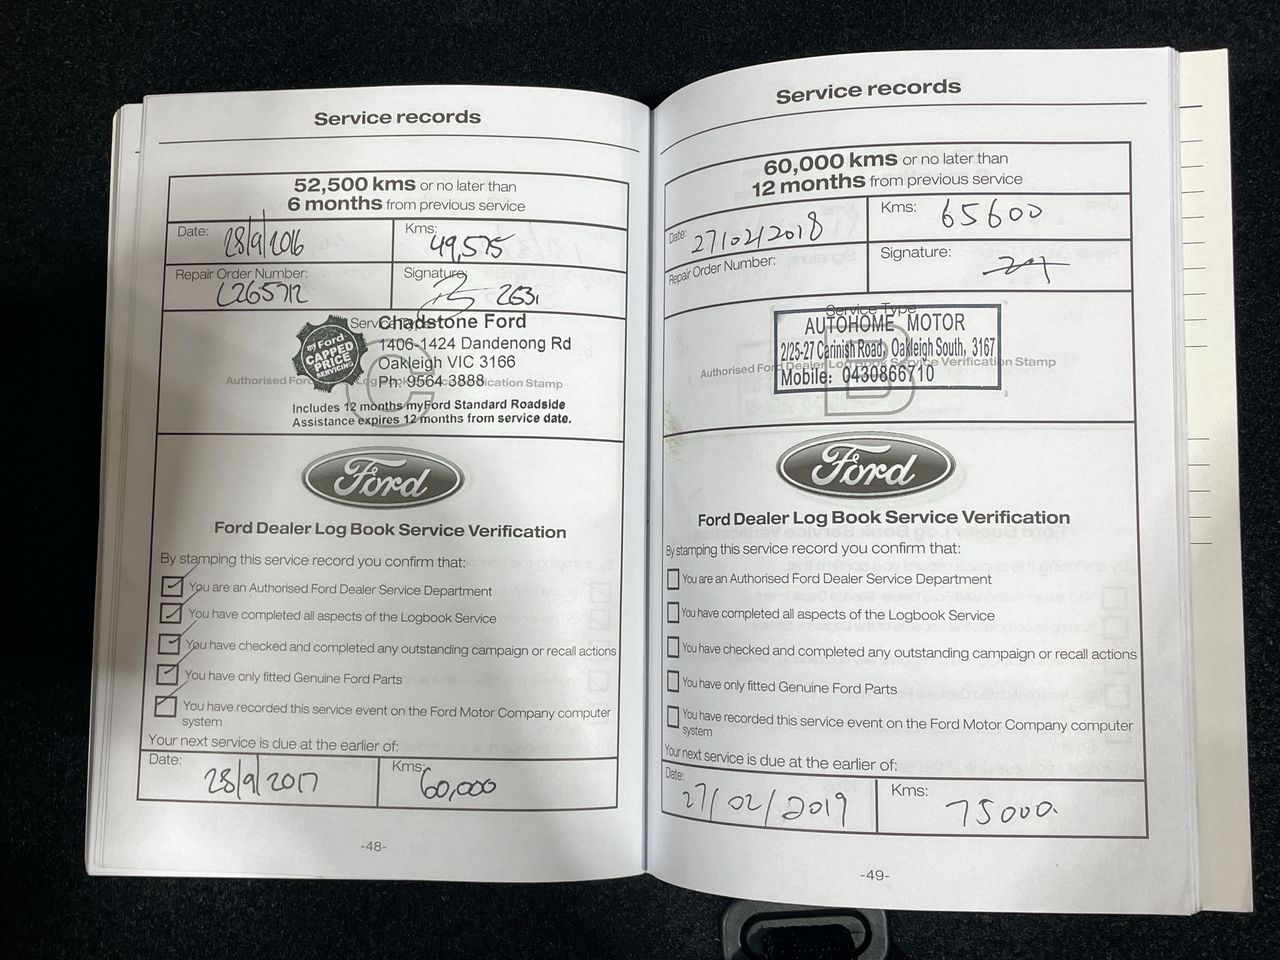 Service records
52,500 kms or no later than
6 months from previous service
Date: 28/9/2016
Kms: 49,575
Repair Order Number: L265712
Signature: 2631
Service Type
C
my Ford
CAPPED
PRICE
SERVICING
Chadstone Ford
1406-1424 Dandenong Rd
Oakleigh VIC 3166
Ph: 9564 3888
Includes 12 months myFord Standard Roadside
Assistance expires 12 months from service date.
Ford
Ford Dealer Log Book Service Verification
By stamping this service record you confirm that:
You are an Authorised Ford Dealer Service Department
You have completed all aspects of the Logbook Service
You have checked and completed any outstanding campaign or recall actions
You have only fitted Genuine Ford Parts
You have recorded this service event on the Ford Motor Company computer
system
Your next service is due at the earlier of:
Date: 28/9/2017
Kms: 60,000
-48-
Service records
60,000 kms or no later than
12 months from previous service
Date: 27/02/2018
Kms: 65600
Repair Order Number:
Signature:
Service Type
B
Authorised Ford Dealer Log Book Service Verification Stamp
AUTOHOME MOTOR
2/25-27 Carinish Road, Oakleigh South, 3167
Mobile: 0430866710
Ford
Ford Dealer Log Book Service Verification
By stamping this service record you confirm that:
You are an Authorised Ford Dealer Service Department
You have completed all aspects of the Logbook Service
You have checked and completed any outstanding campaign or recall actions
You have only fitted Genuine Ford Parts
You have recorded this service event on the Ford Motor Company computer
system
Your next service is due at the earlier of:
Date: 27/02/2019
Kms: 75000.
-49-